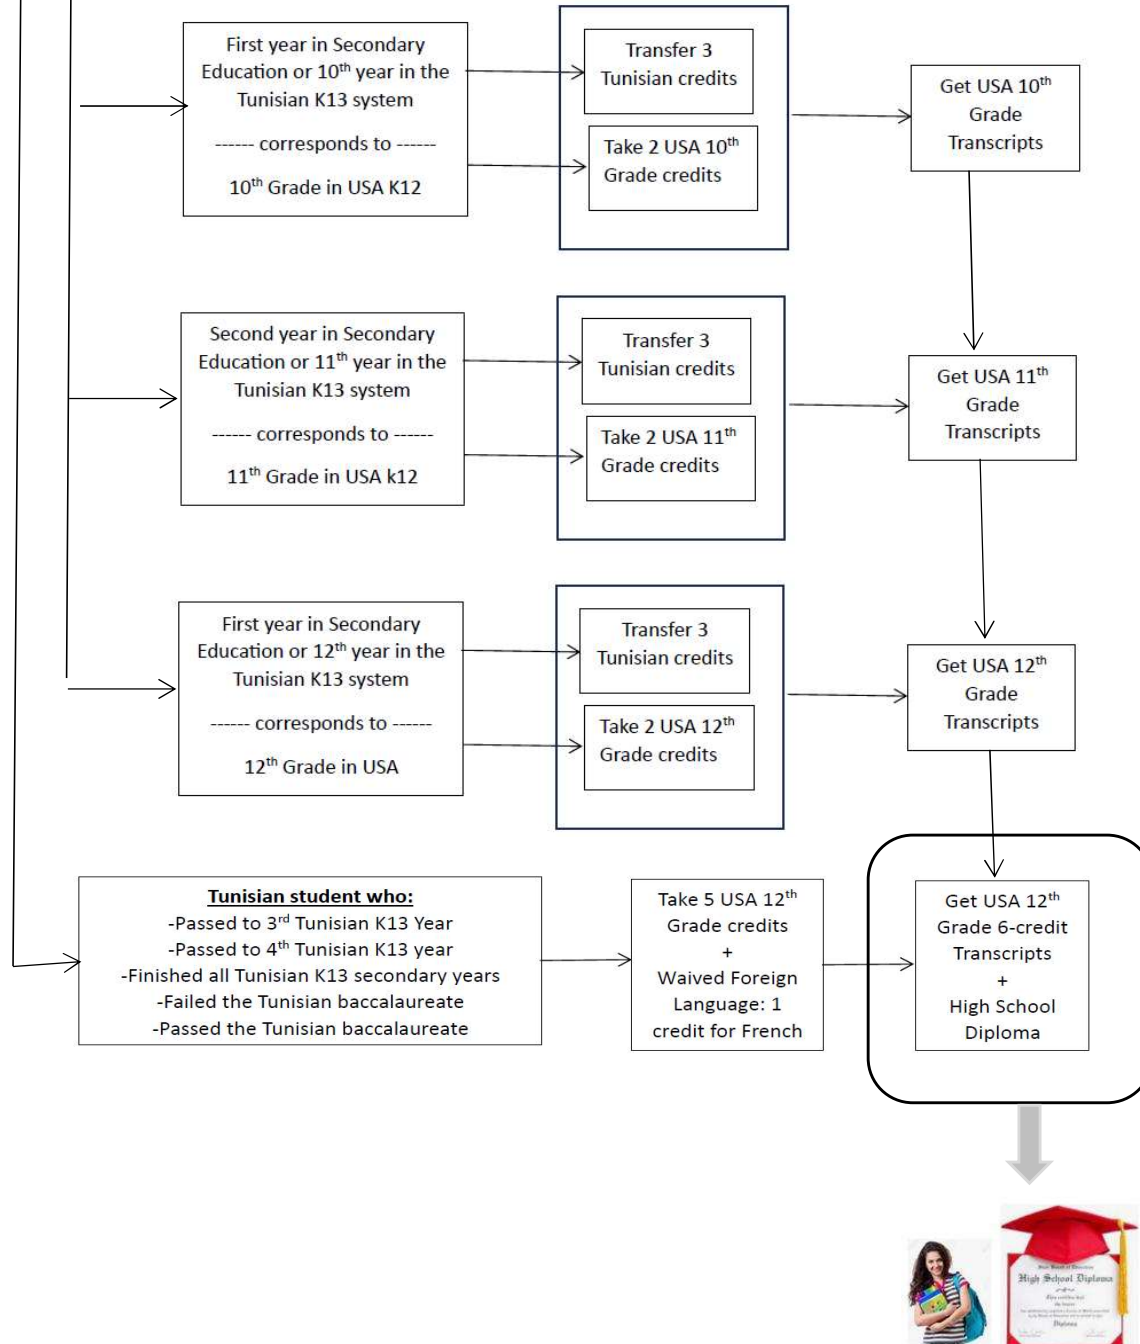 First year in Secondary
Education or 10th year in the
Tunisian K13 system
------ corresponds to ------
10th Grade in USA K12
Transfer 3
Tunisian credits
Take 2 USA 10th
Grade credits
Get USA 10th
Grade
Transcripts
Second year in Secondary
Education or 11th year in the
Tunisian K13 system
------ corresponds to ------
11th Grade in USA k12
Transfer 3
Tunisian credits
Take 2 USA 11th
Grade credits
Get USA 11th
Grade
Transcripts
First year in Secondary
Education or 12th year in the
Tunisian K13 system
------ corresponds to ------
12th Grade in USA
Transfer 3
Tunisian credits
Take 2 USA 12th
Grade credits
Get USA 12th
Grade
Transcripts
Tunisian student who:
-Passed to 3rd Tunisian K13 Year
-Passed to 4th Tunisian K13 year
-Finished all Tunisian K13 secondary years
-Failed the Tunisian baccalaureate
-Passed the Tunisian baccalaureate
Take 5 USA 12th
Grade credits
+
Waived Foreign
Language: 1
credit for French
Get USA 12th
Grade 6-credit
Transcripts
+
High School
Diploma
High School Diploma
Diploma